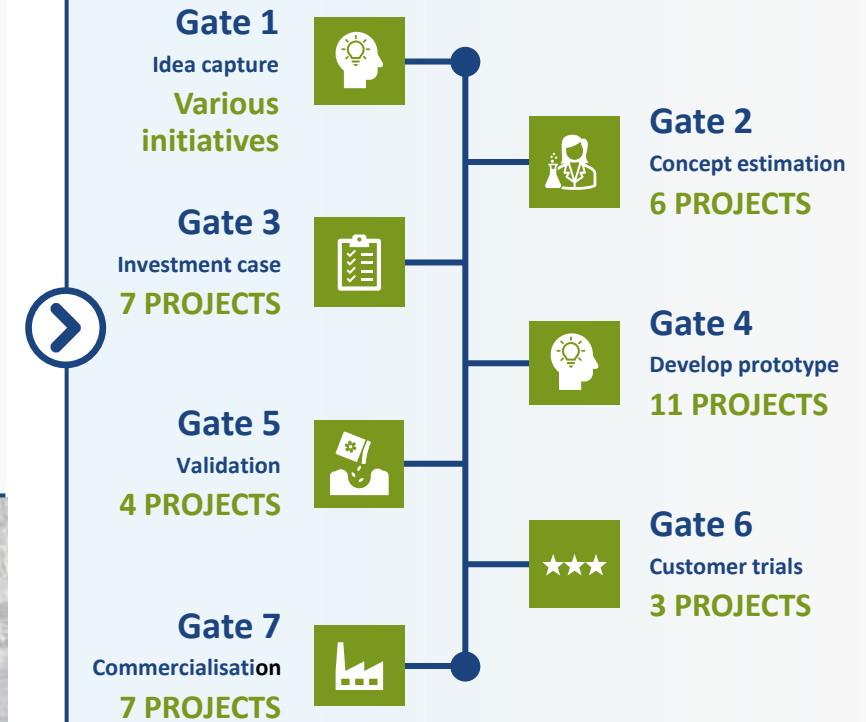 Gate 1
Idea capture
Various
initiatives
Gate 2
Concept estimation
6 PROJECTS
Gate 3
Investment case
7 PROJECTS
Gate 4
Develop prototype
11 PROJECTS
Gate 5
Validation
4 PROJECTS
Gate 6
Customer trials
3 PROJECTS
Gate 7
Commercialisation
7 PROJECTS